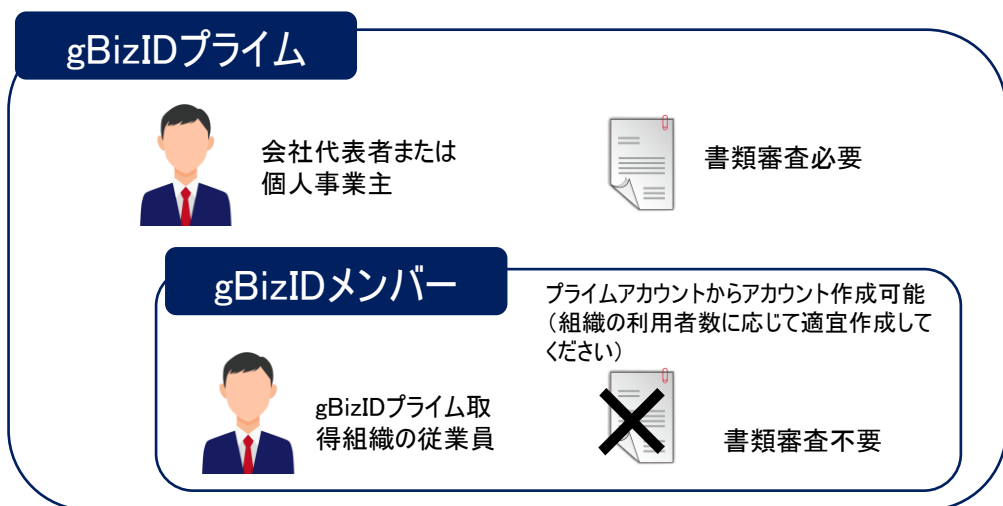 gBizIDプライム
会社代表者または
個人事業主
書類審査必要
gBizIDメンバー
プライムアカウントからアカウント作成可能
（組織の利用者数に応じて適宜作成して
ください）
gBizIDプライム取
得組織の従業員
書類審査不要